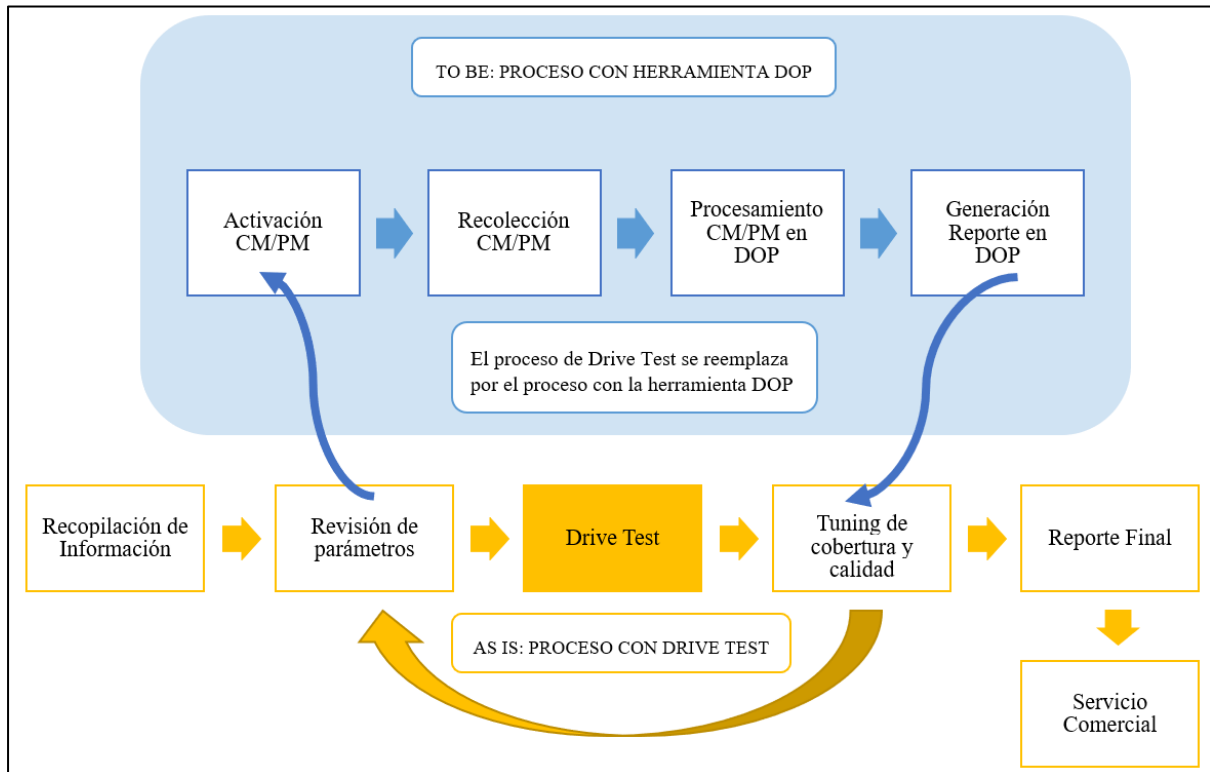 TO BE: PROCESO CON HERRAMIENTA DOP
Activación
CM/PM
Recolección
CM/PM
Procesamiento
CM/PM en
DOP
Generación
Reporte en
DOP
El proceso de Drive Test se reemplaza
por el proceso con la herramienta DOP
Recopilación de
Información
Revisión de
parámetros
Drive Test
Tuning de
cobertura y
calidad
Reporte Final
AS IS: PROCESO CON DRIVE TEST
Servicio
Comercial